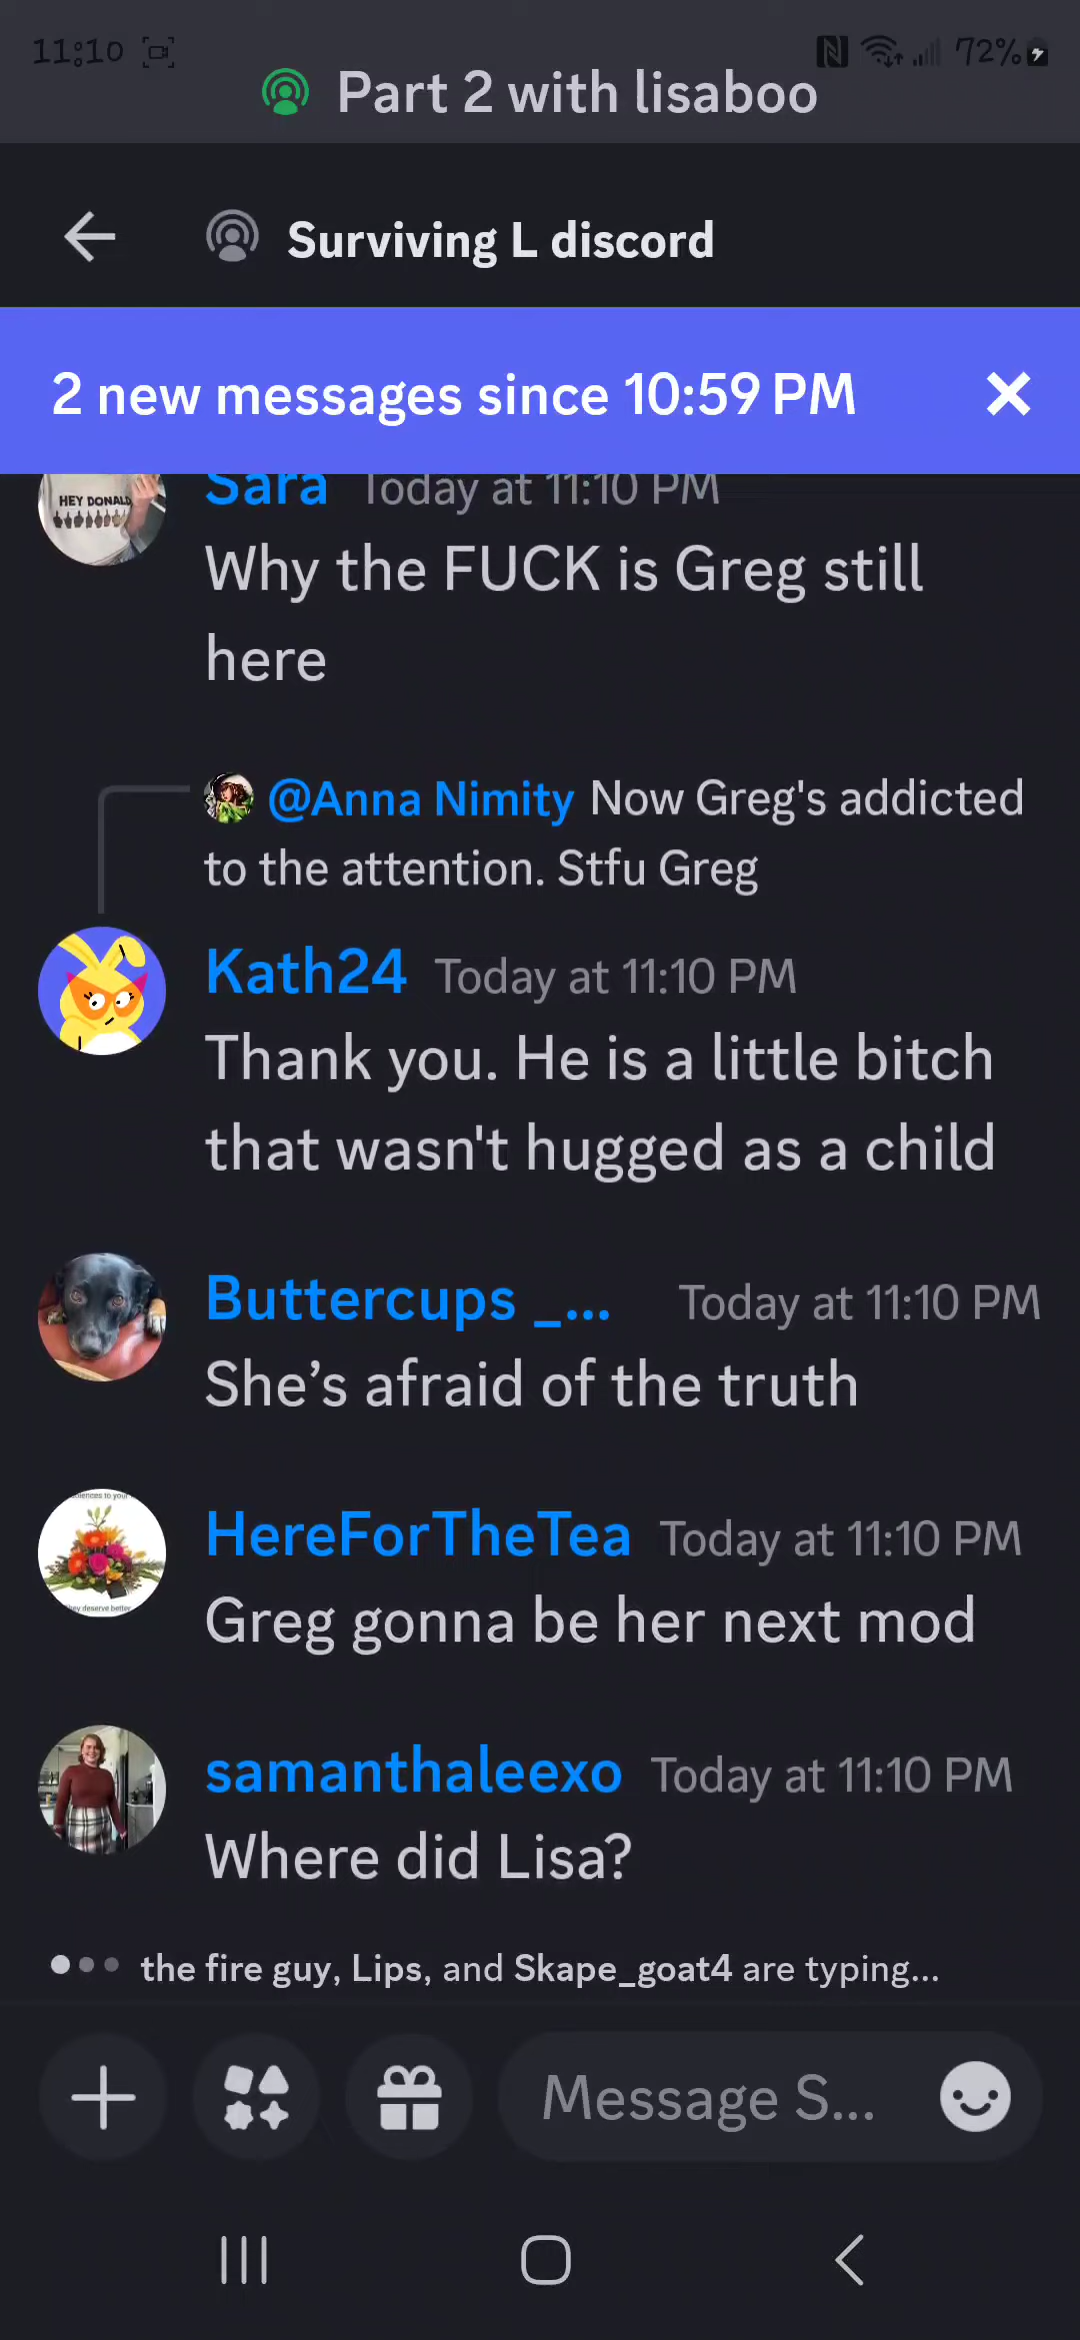 11:10 72%
Part 2 with lisaboo
Surviving L discord
2 new messages since 10:59 PM
HEY DONALD
Sara Today at 11:10 PM
Why the FUCK is Greg still
here
@Anna Nimity Now Greg's addicted
to the attention. Stfu Greg
Kath24 Today at 11:10 PM
Thank you. He is a little bitch
that wasn't hugged as a child
Buttercups _... Today at 11:10 PM
She’s afraid of the truth
HereForTheTea Today at 11:10 PM
Greg gonna be her next mod
samanthaleexo Today at 11:10 PM
Where did Lisa?
the fire guy, Lips, and Skape_goat4 are typing...
Message S...